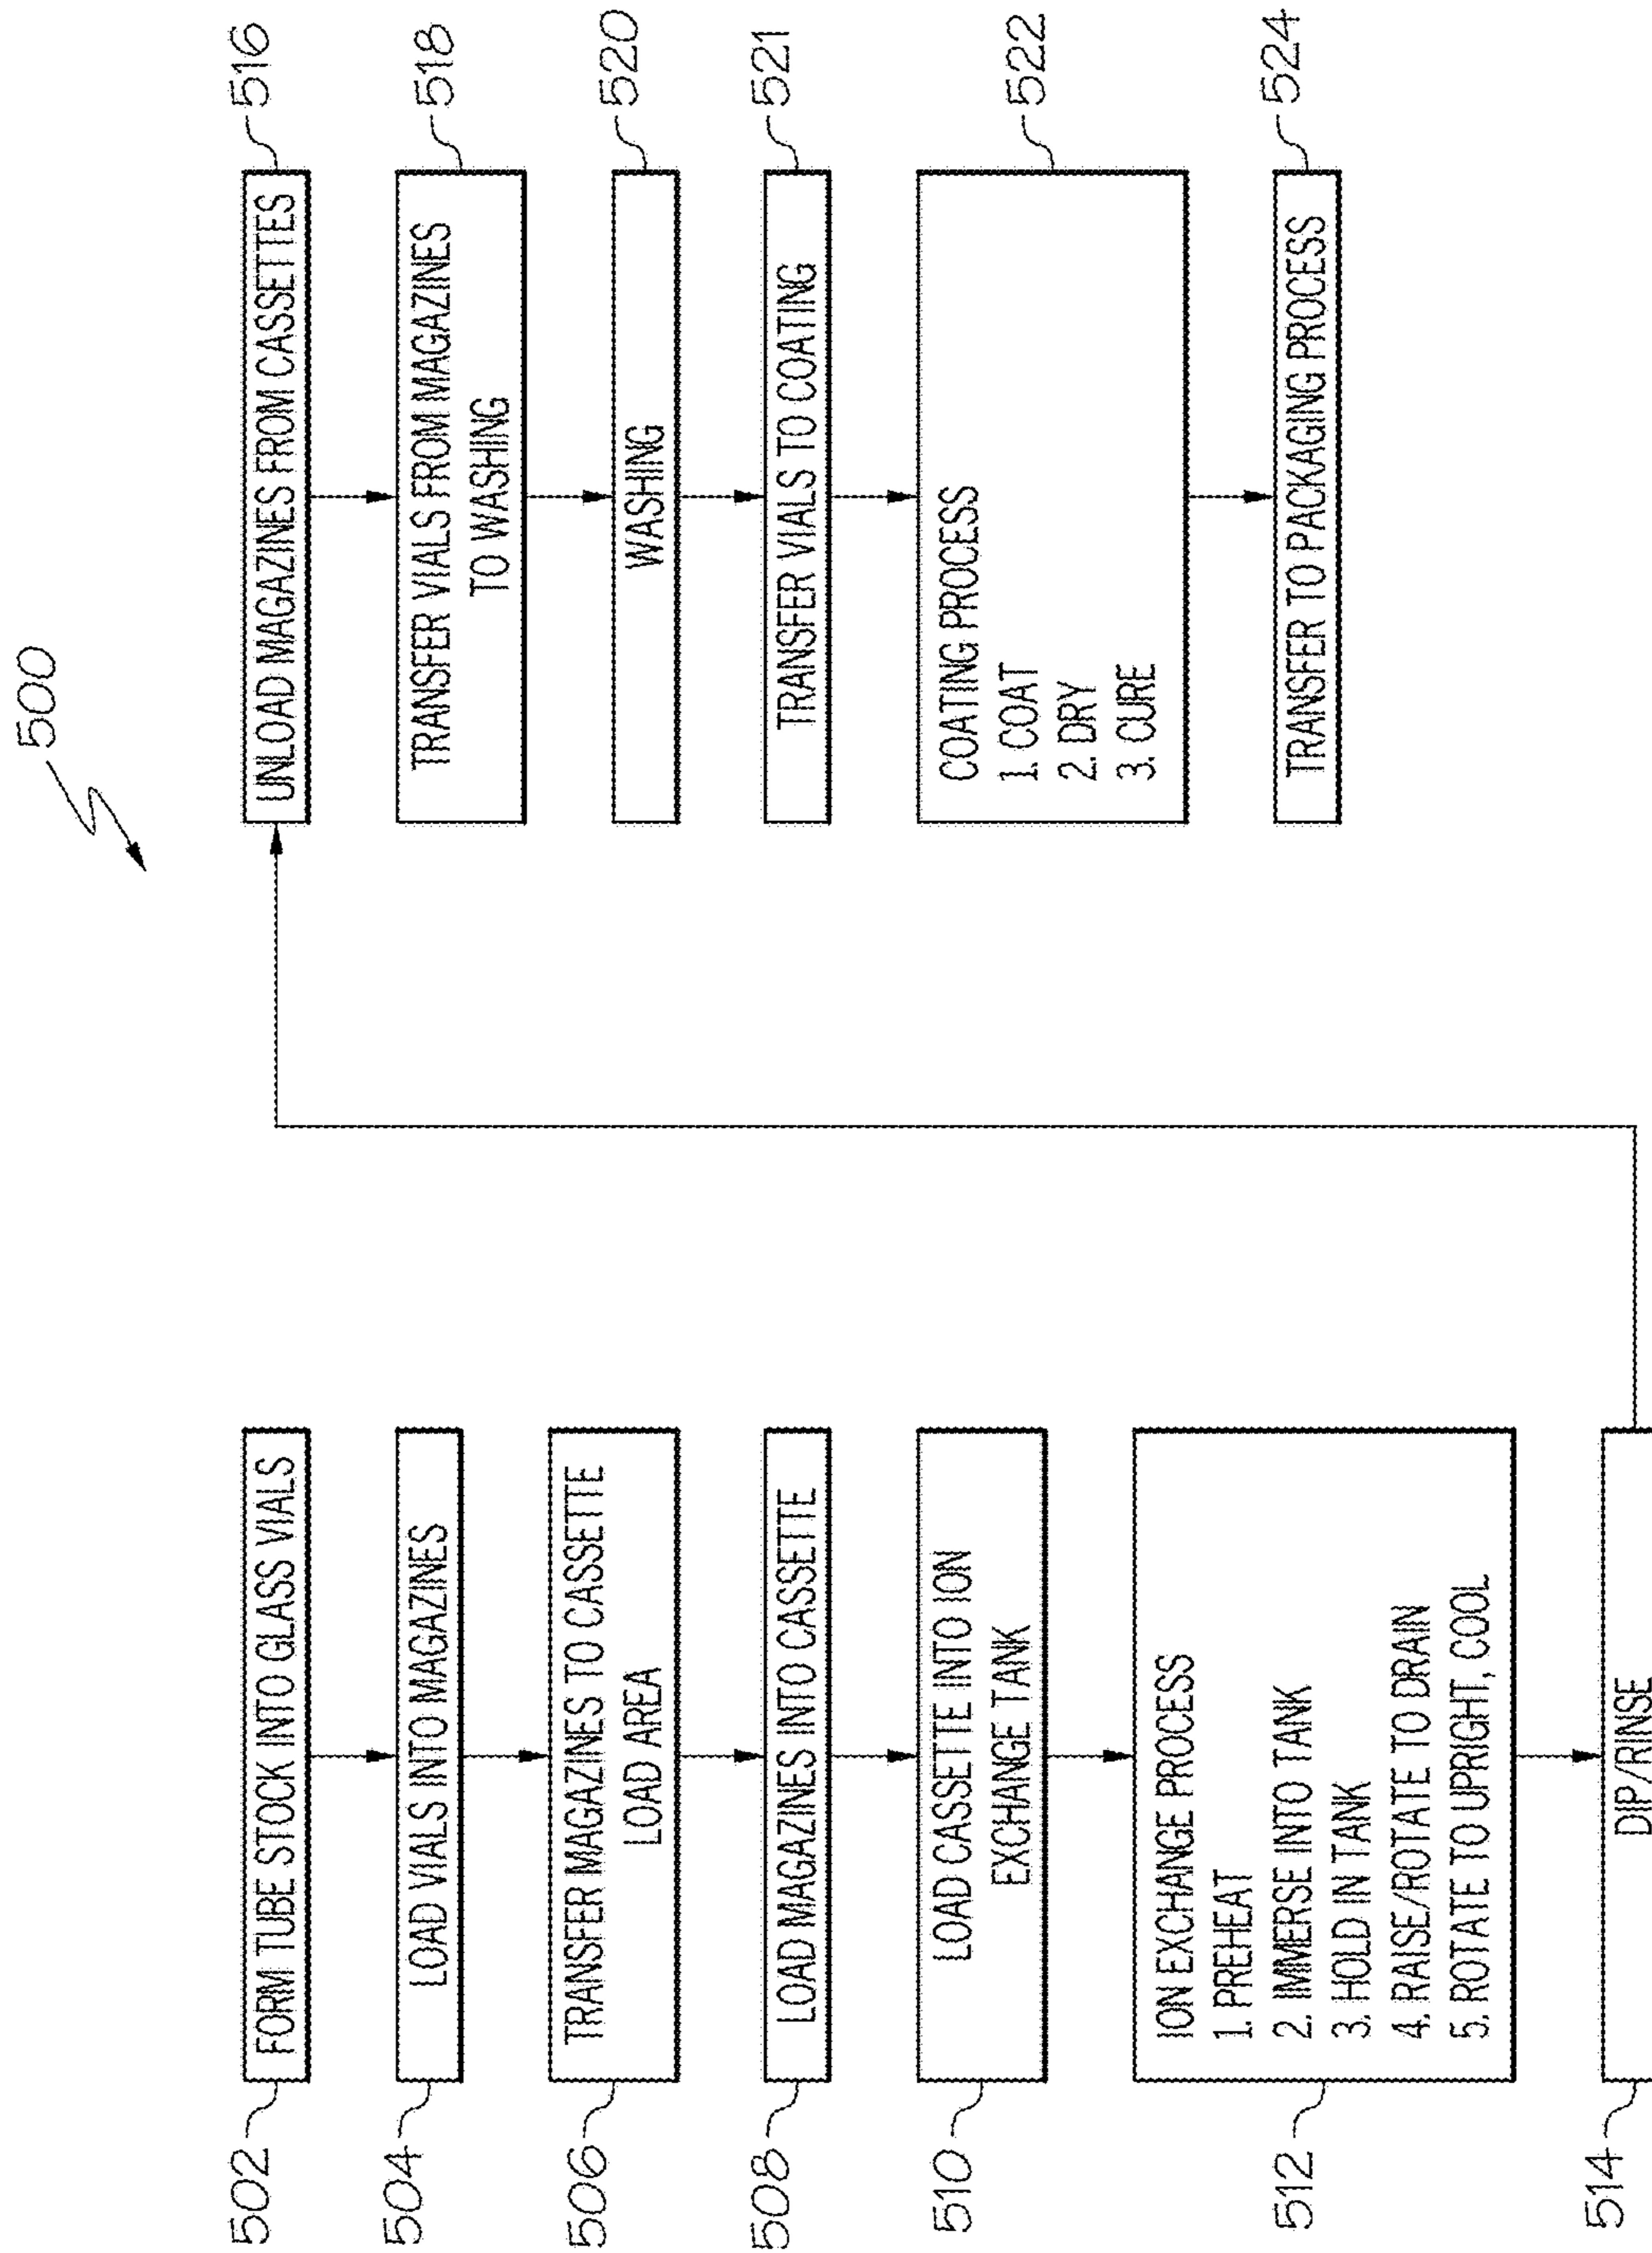 500
502
FORM TUBE STOCK INTO GLASS VIALS
504
LOAD VIALS INTO MAGAZINES
506
TRANSFER MAGAZINES TO CASSETTE
LOAD AREA
508
LOAD MAGAZINES INTO CASSETTE
510
LOAD CASSETTE INTO ION
EXCHANGE TANK
512
ION EXCHANGE PROCESS
1. PREHEAT
2. IMMERSE INTO TANK
3. HOLD IN TANK
4. RAISE/ROTATE TO DRAIN
5. ROTATE TO UPRIGHT, COOL
514
DIP/RINSE
UNLOAD MAGAZINES FROM CASSETTES
516
TRANSFER VIALS FROM MAGAZINES
TO WASHING
518
WASHING
520
TRANSFER VIALS TO COATING
521
COATING PROCESS
1. COAT
2. DRY
3. CURE
522
TRANSFER TO PACKAGING PROCESS
524